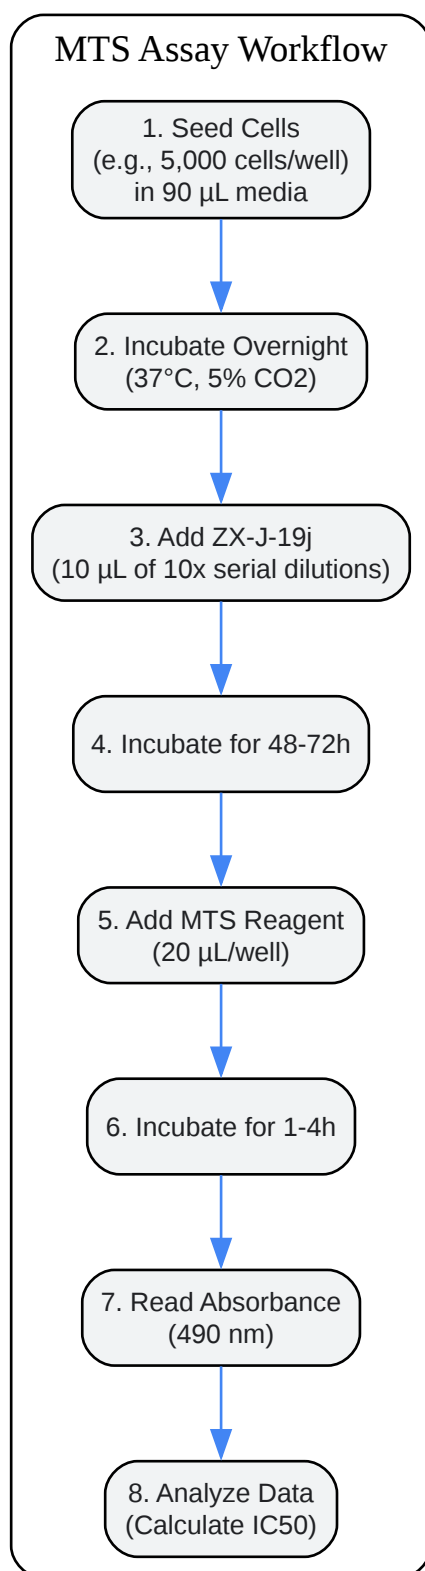 MTS Assay Workflow
1. Seed Cells
(e.g., 5,000 cells/well)
in 90 µL media
2. Incubate Overnight
(37°C, 5% CO2)
3. Add ZX-J-19j
(10 µL of 10x serial dilutions)
4. Incubate for 48-72h
5. Add MTS Reagent
(20 µL/well)
6. Incubate for 1-4h
7. Read Absorbance
(490 nm)
8. Analyze Data
(Calculate IC50)